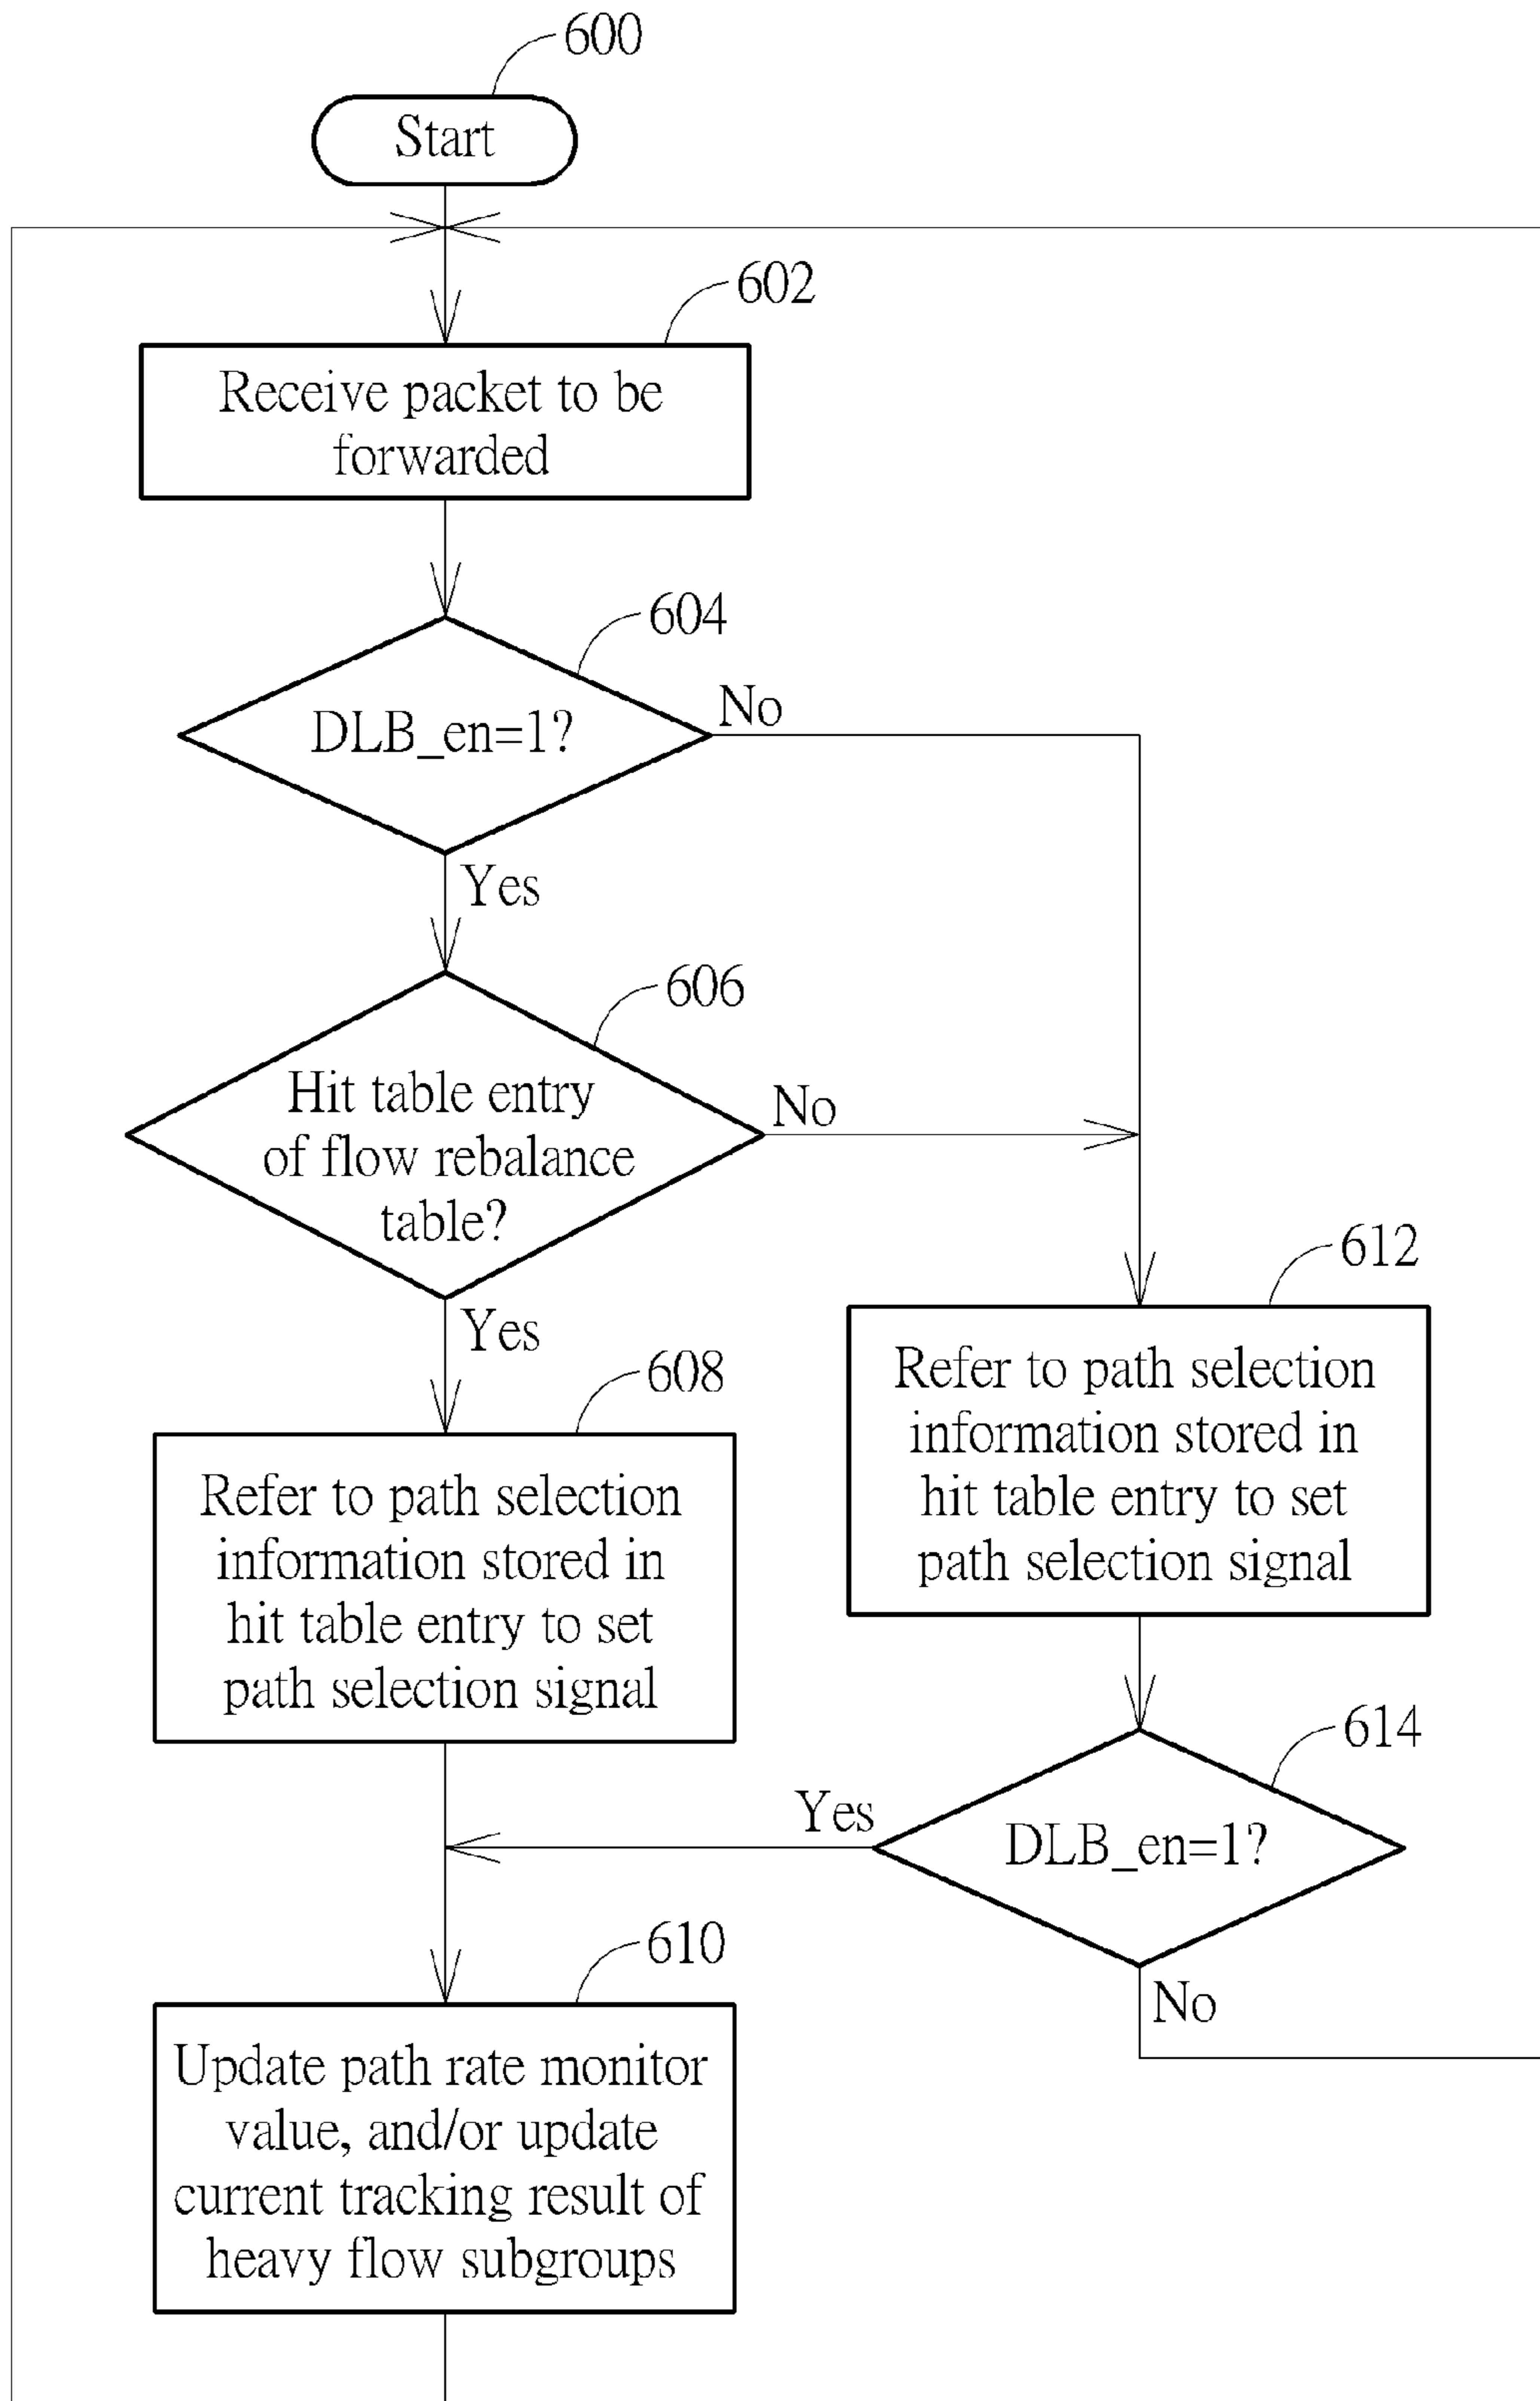 600
Start
602
Receive packet to be
forwarded
604
DLB_en=1?
No
Yes
606
Hit table entry
of flow rebalance
table?
No
Yes
612
Refer to path selection
information stored in
hit table entry to set
path selection signal
608
Refer to path selection
information stored in
hit table entry to set
path selection signal
614
DLB_en=1?
Yes
No
610
Update path rate monitor
value, and/or update
current tracking result of
heavy flow subgroups